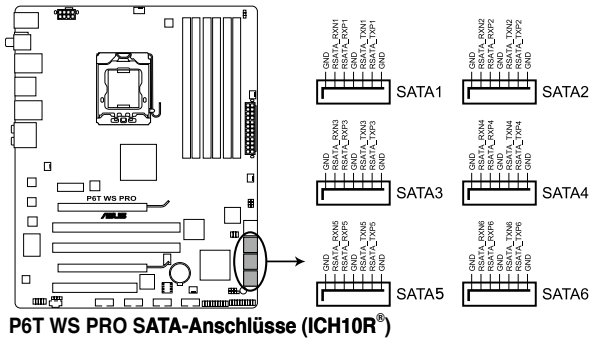 GND
RSATA_RXN1
RSATA_RXP1
GND
RSATA_TXN1
RSATA_TXP1
GND
SATA1
GND
RSATA_RXN2
RSATA_RXP2
GND
RSATA_TXN2
RSATA_TXP2
GND
SATA2
GND
RSATA_RXN3
RSATA_RXP3
GND
RSATA_TXN3
RSATA_TXP3
GND
SATA3
GND
RSATA_RXN4
RSATA_RXP4
GND
RSATA_TXN4
RSATA_TXP4
GND
SATA4
GND
RSATA_RXN5
RSATA_RXP5
GND
RSATA_TXN5
RSATA_TXP5
GND
SATA5
GND
RSATA_RXN6
RSATA_RXP6
GND
RSATA_TXN6
RSATA_TXP6
GND
SATA6
P6T WS PRO
ASUS
P6T WS PRO SATA-Anschlüsse (ICH10R®)